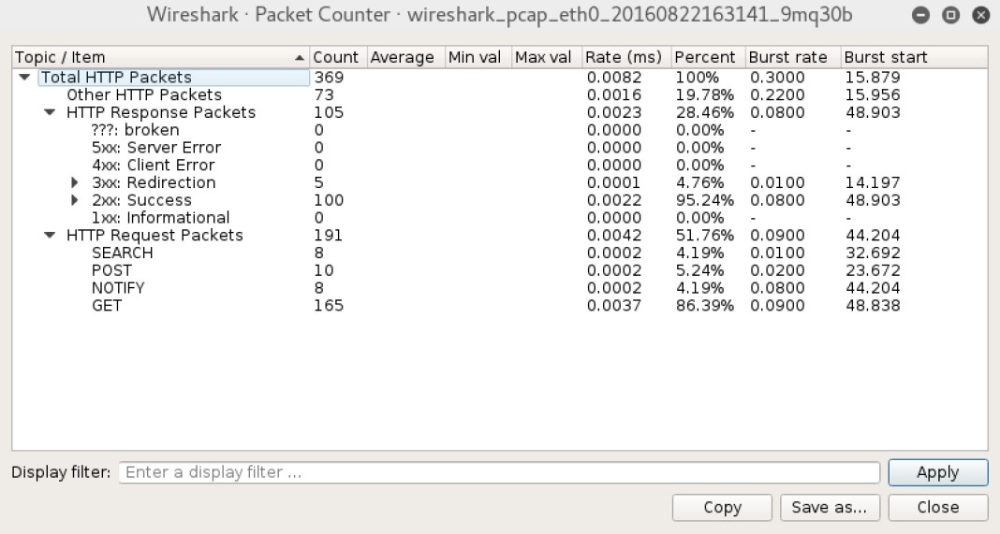 Wireshark · Packet Counter · wireshark_pcap_eth0_20160822163141_9mq30b
Topic / Item Count Average Min val Max val Rate (ms) Percent Burst rate Burst start
Total HTTP Packets 369 0.0082 100% 0.3000 15.879
Other HTTP Packets 73 0.0016 19.78% 0.2200 15.956
HTTP Response Packets 105 0.0023 28.46% 0.0800 48.903
???: broken 0 0.0000 0.00% - -
5xx: Server Error 0 0.0000 0.00% - -
4xx: Client Error 0 0.0000 0.00% - -
3xx: Redirection 5 0.0001 4.76% 0.0100 14.197
2xx: Success 100 0.0022 95.24% 0.0800 48.903
1xx: Informational 0 0.0000 0.00% - -
HTTP Request Packets 191 0.0042 51.76% 0.0900 44.204
SEARCH 8 0.0002 4.19% 0.0100 32.692
POST 10 0.0002 5.24% 0.0200 23.672
NOTIFY 8 0.0002 4.19% 0.0800 44.204
GET 165 0.0037 86.39% 0.0900 48.838
Display filter: Enter a display filter ... Apply
Copy Save as... Close